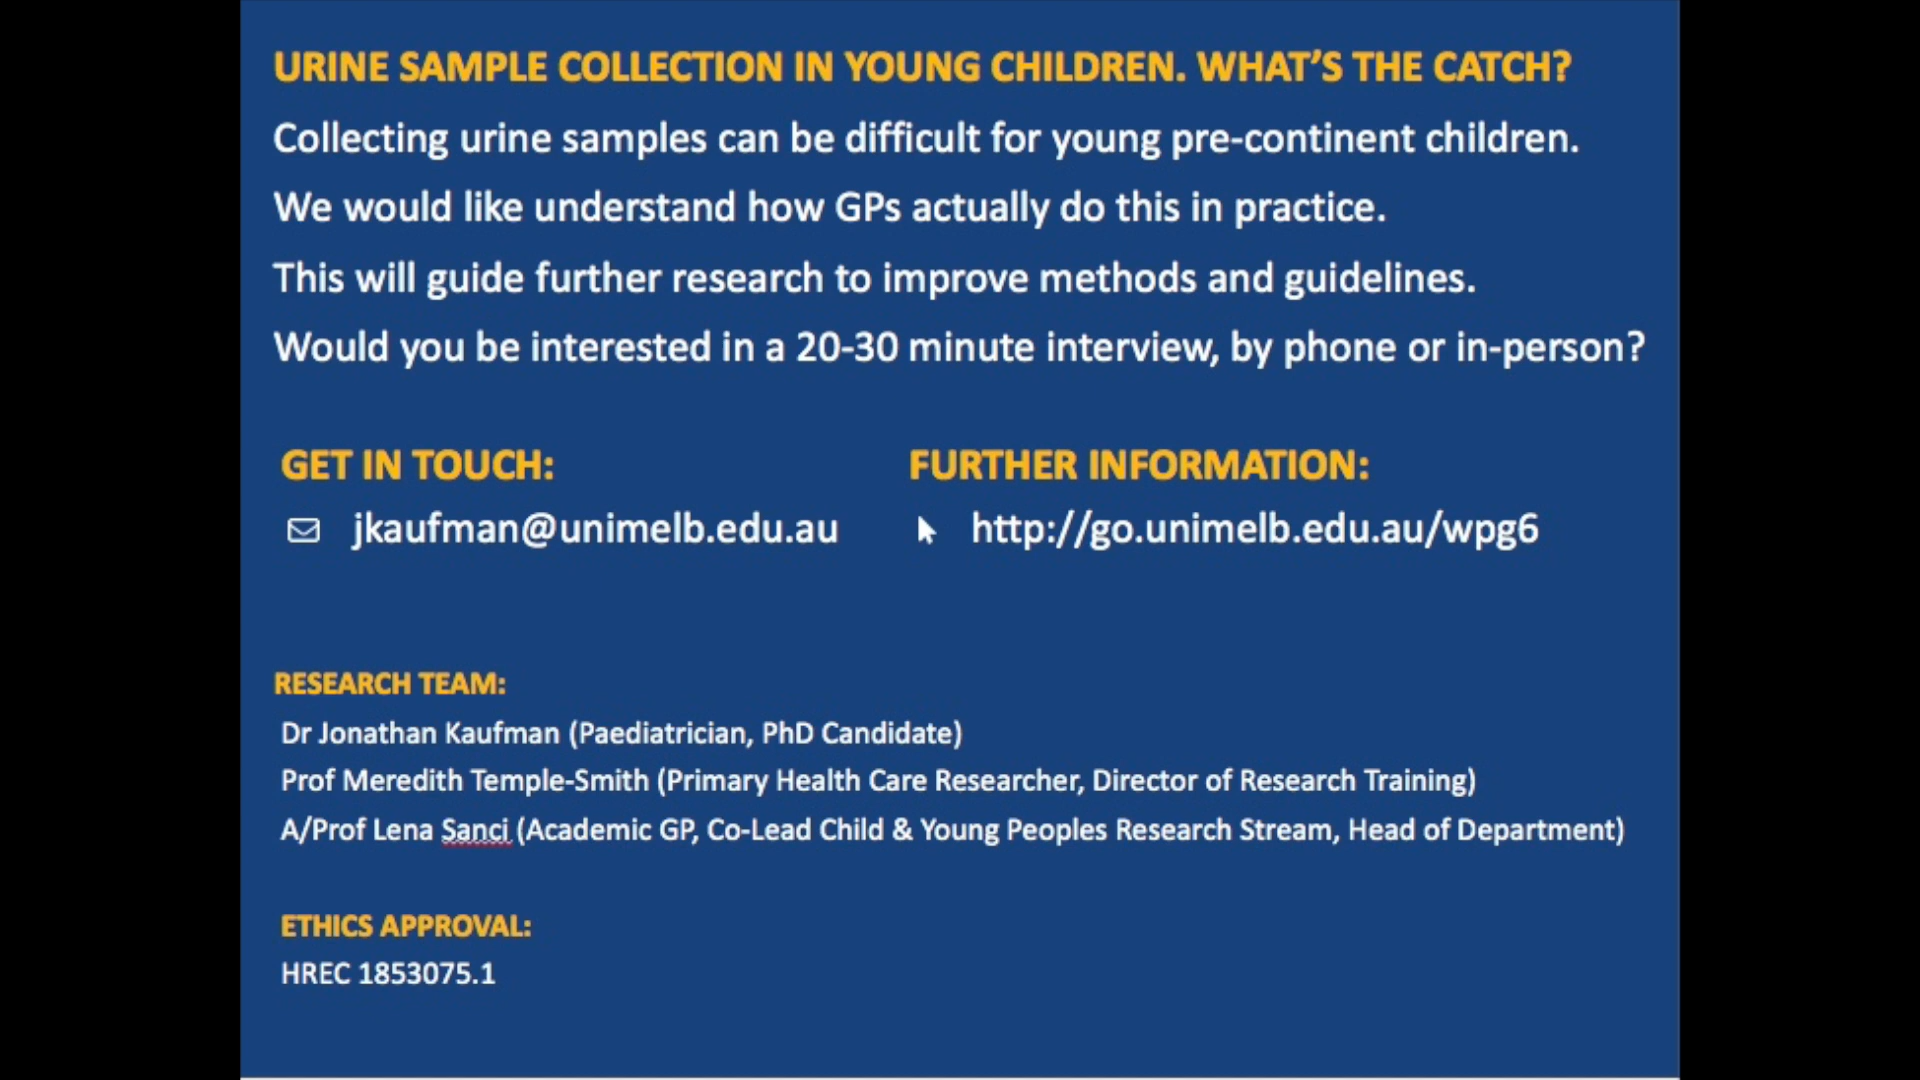 URINE SAMPLE COLLECTION IN YOUNG CHILDREN. WHAT'S THE CATCH?
Collecting urine samples can be difficult for young pre-continent children.
We would like understand how GPs actually do this in practice.
This will guide further research to improve methods and guidelines.
Would you be interested in a 20-30 minute interview, by phone or in-person?
GET IN TOUCH:
jkaufman@unimelb.edu.au
FURTHER INFORMATION:
http://go.unimelb.edu.au/wpg6
RESEARCH TEAM:
Dr Jonathan Kaufman (Paediatrician, PhD Candidate)
Prof Meredith Temple-Smith (Primary Health Care Researcher, Director of Research Training)
A/Prof Lena Sanci (Academic GP, Co-Lead Child & Young Peoples Research Stream, Head of Department)
ETHICS APPROVAL:
HREC 1853075.1